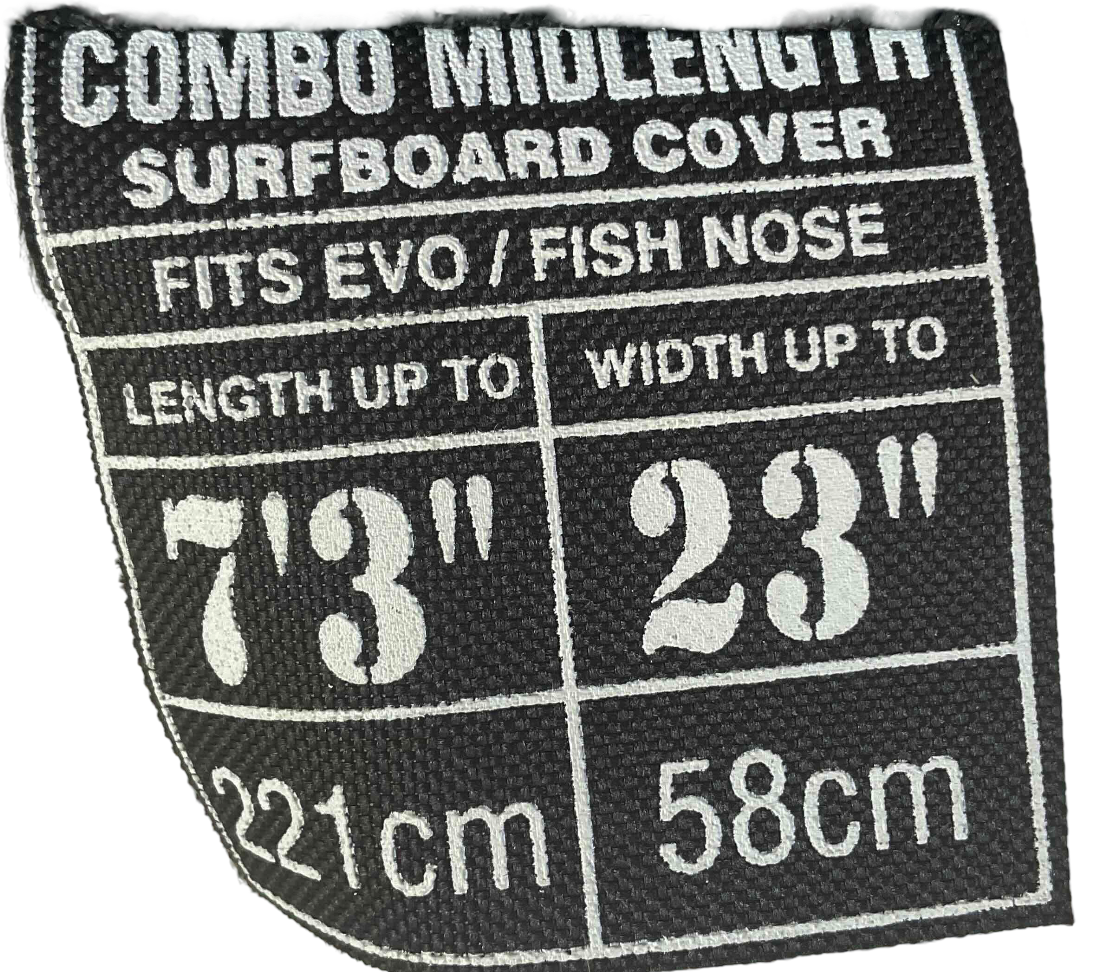 COMBO MIDLENGTH
SURFBOARD COVER
FITS EVO / FISH NOSE
LENGTH UP TO WIDTH UP TO
7'3" 23"
221cm 58cm